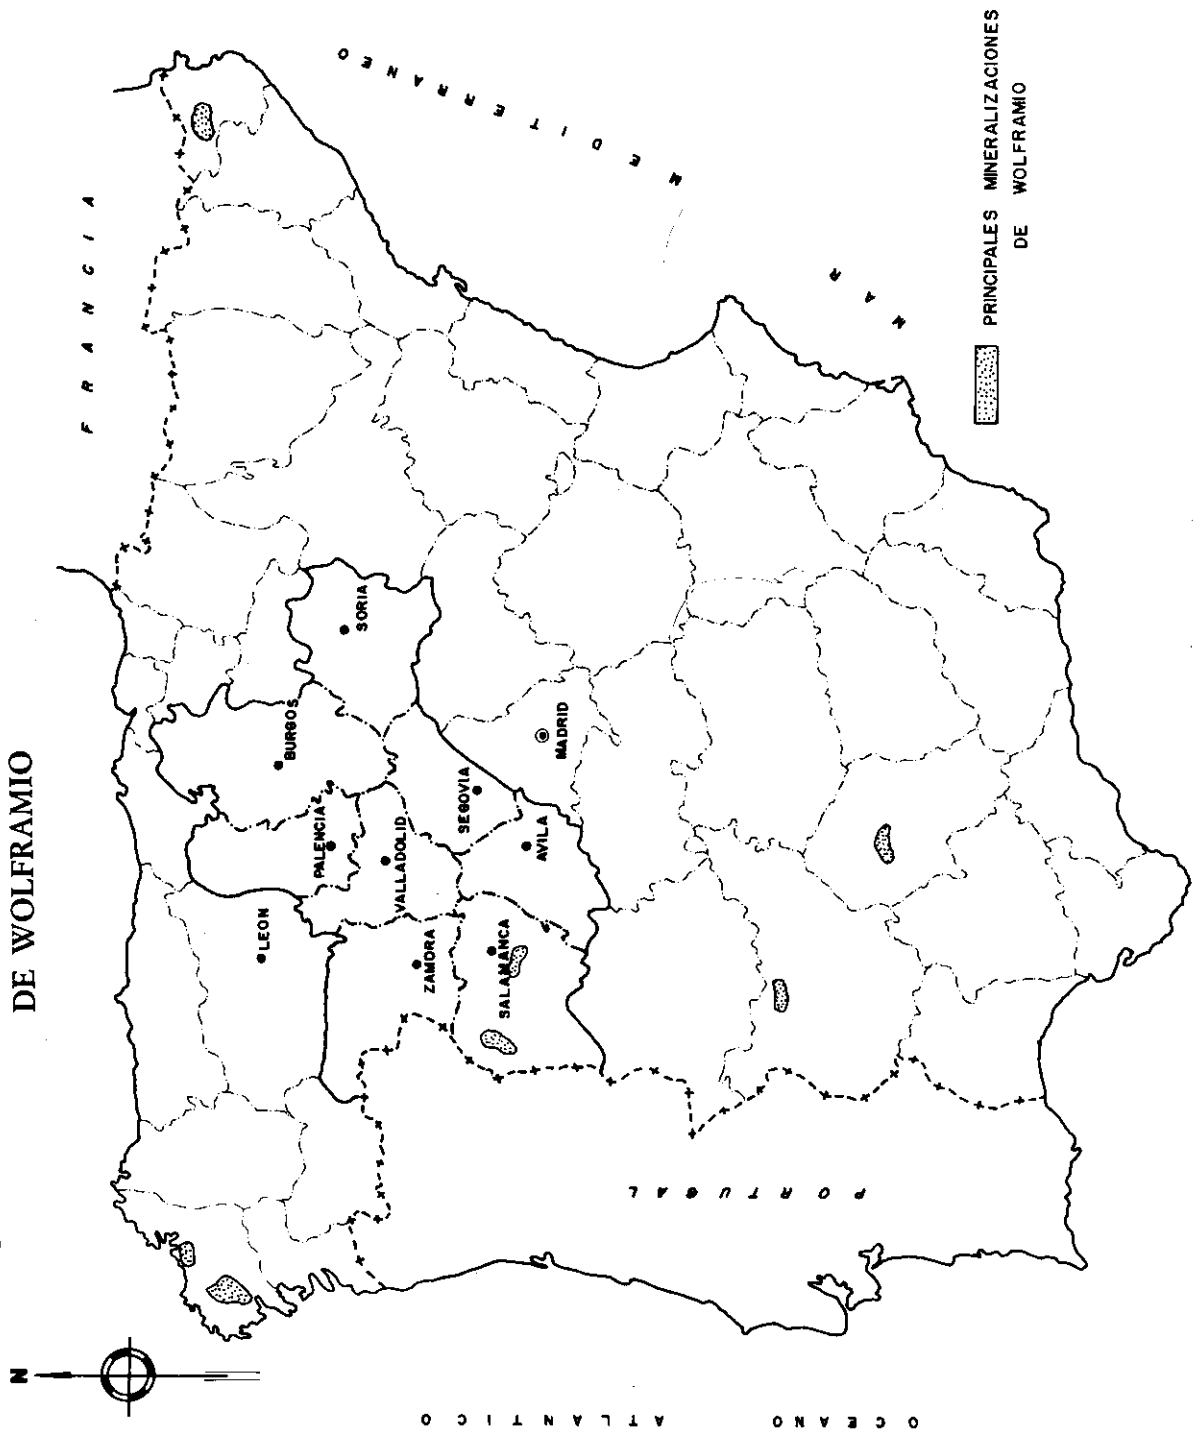 DE WOLFRAMIO
N
FRANCIA
MAR MEDITERRANEO
OCEANO ATLANTICO
PORTUGAL
LEON
PALENCIA
BURGOS
SORIA
ZAMORA
VALLADOLID
SEGOVIA
SALAMANCA
AVILA
MADRID
PRINCIPALES MINERALIZACIONES
DE WOLFRAMIO